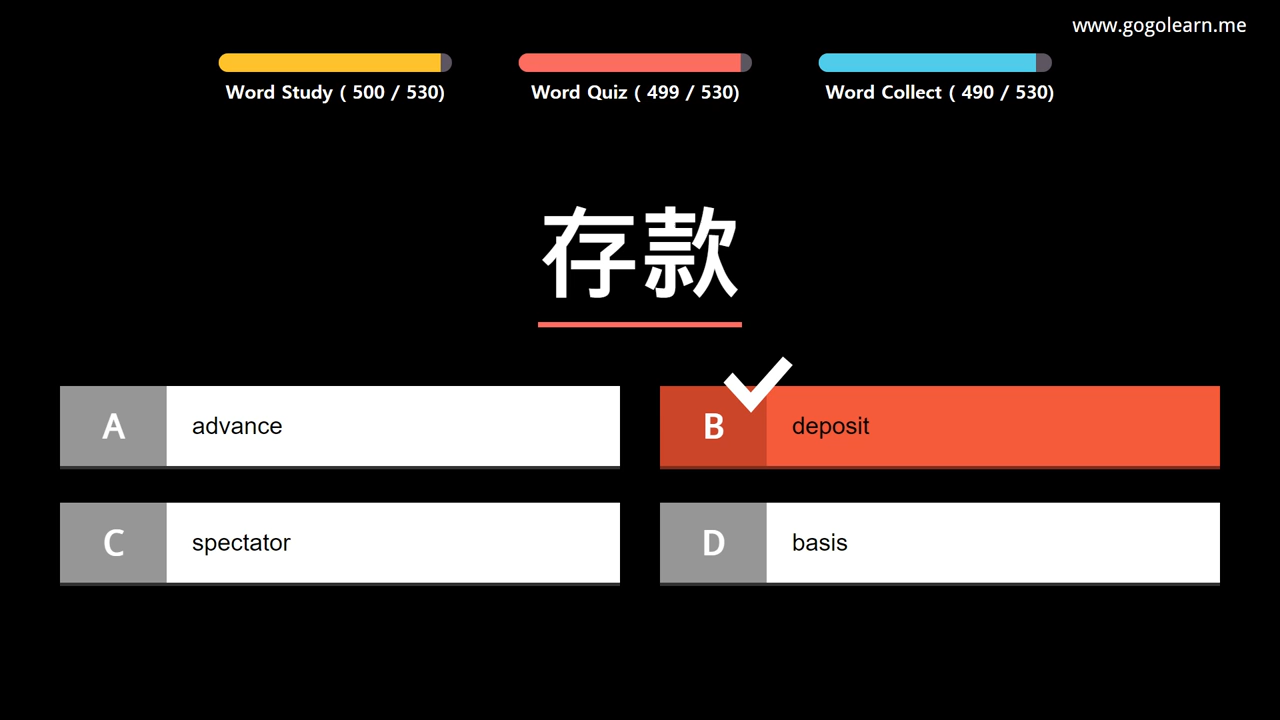 www.gogolearn.me
Word Study ( 500 / 530)
Word Quiz ( 499 / 530)
Word Collect ( 490 / 530)
存款
A advance
B deposit
C spectator
D basis